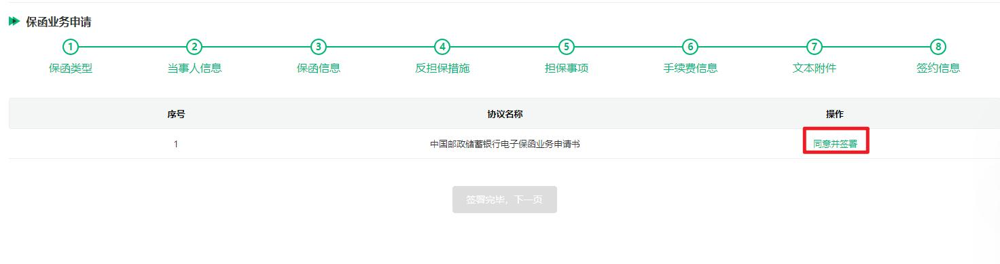 保函业务申请
1 2 3 4 5 6 7 8
保函类型 当事人信息 保函信息 反担保措施 担保事项 手续费信息 文本附件 签约信息
序号 协议名称 操作
1 中国邮政储蓄银行电子保函业务申请书 同意并签署
签署完毕，下一页